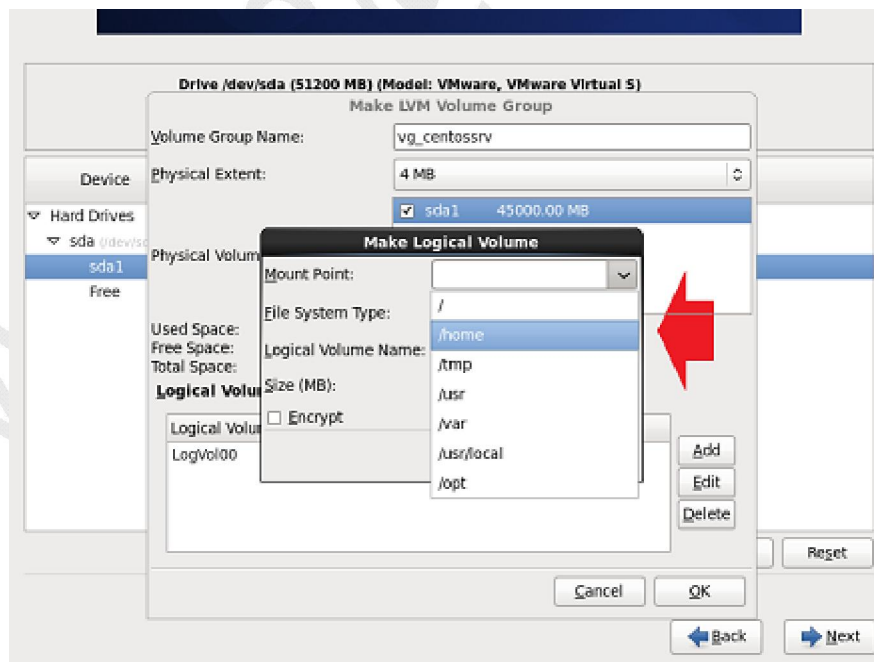 Drive /dev/sda (51200 MB) (Model: VMware, VMware Virtual S)
Make LVM Volume Group
Volume Group Name: vg_centossrv
Physical Extent: 4 MB
Device
sda1 45000.00 MB
Hard Drives
sda
sda1
Free
Physical Volum
Make Logical Volume
Mount Point:
File System Type:
Logical Volume Name:
Size (MB):
Encrypt
/
/home
/tmp
/usr
/var
/usr/local
/opt
Used Space:
Free Space:
Total Space:
Logical Volu
Logical Volu
LogVol00
Add
Edit
Delete
Reset
Cancel OK
Back Next